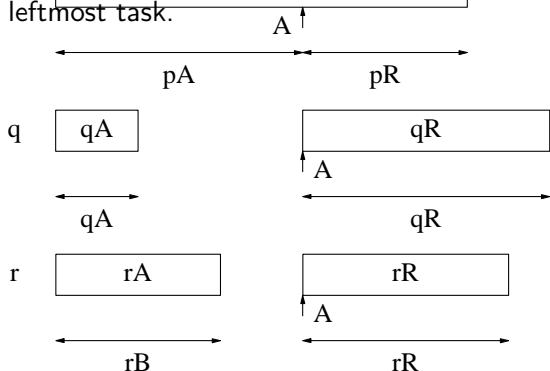 leftmost task.
A
pA pR
q qA qR
A
qA qR
r rA rR
A
rB rR